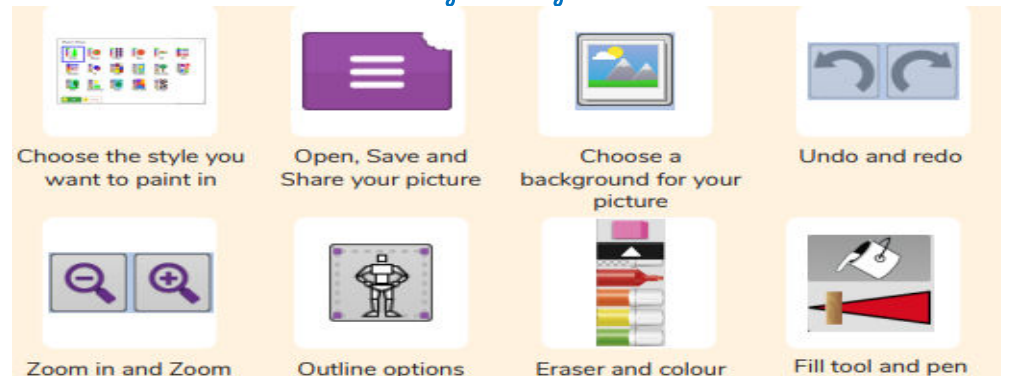 Choose the style you
want to paint in
Open, Save and
Share your picture
Choose a
background for your
picture
Undo and redo
Zoom in and Zoom
Outline options
Eraser and colour
Fill tool and pen